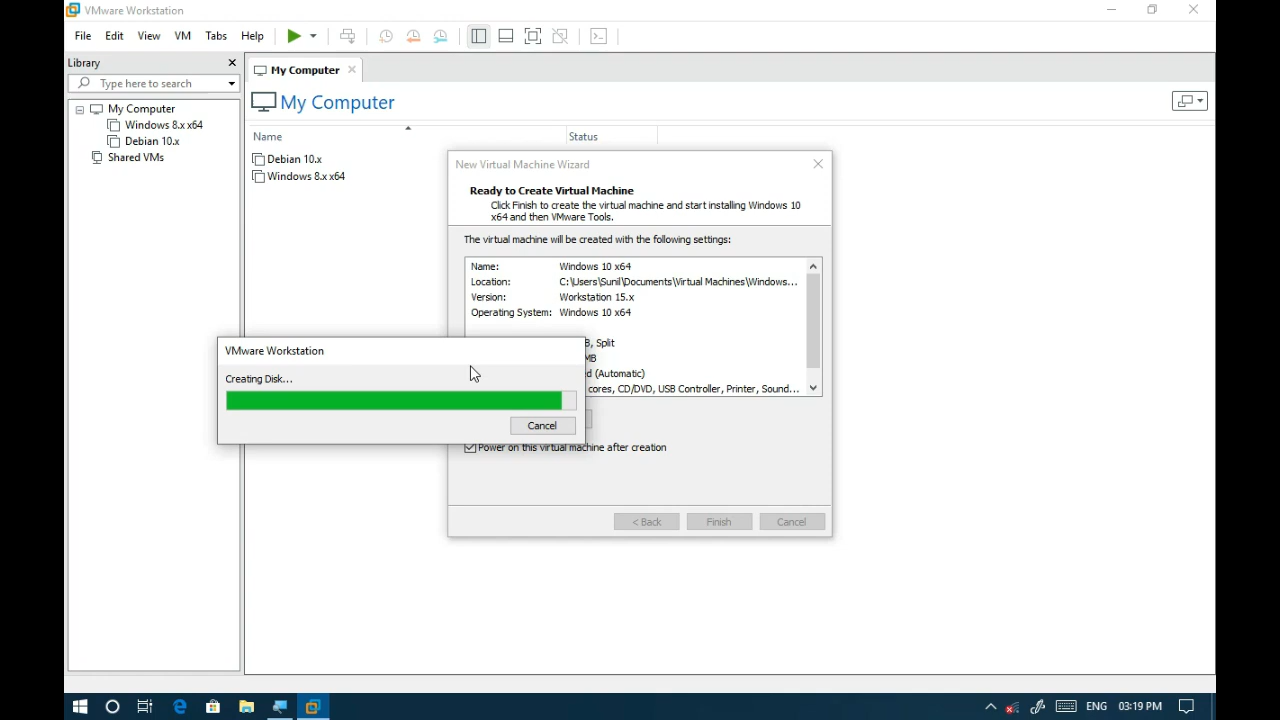 VMware Workstation
File Edit View VM Tabs Help
Library
Type here to search
My Computer
Windows 8.x x64
Debian 10.x
Shared VMs
My Computer
My Computer
Name Status
Debian 10.x
Windows 8.x x64
New Virtual Machine Wizard
Ready to Create Virtual Machine
Click Finish to create the virtual machine and start installing Windows 10
x64 and then VMware Tools.
The virtual machine will be created with the following settings:
Name: Windows 10 x64
Location: C:\Users\Sunil\Documents\Virtual Machines\Windows...
Version: Workstation 15.x
Operating System: Windows 10 x64
Split
MB
(Automatic)
cores, CD/DVD, USB Controller, Printer, Sound...
Power on this virtual machine after creation
< Back Finish Cancel
VMware Workstation
Creating Disk...
Cancel
ENG 03:19 PM